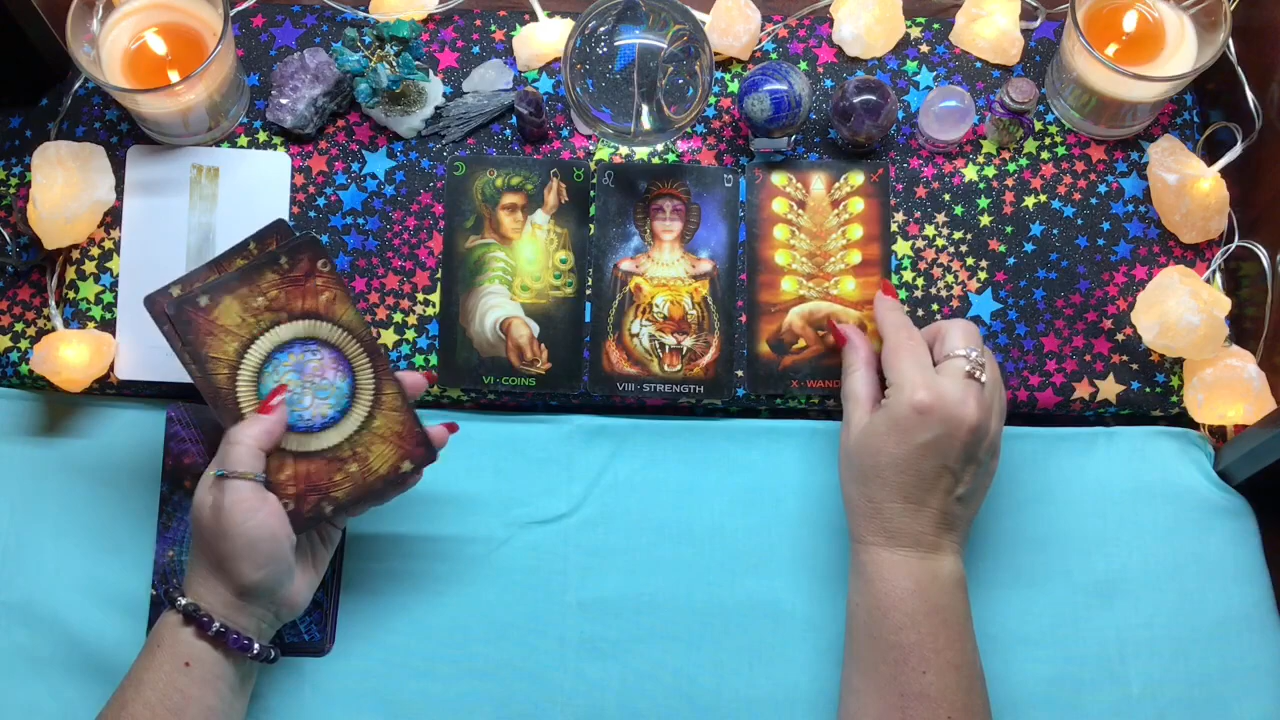 VI • COINS
VIII • STRENGTH
X • WAND